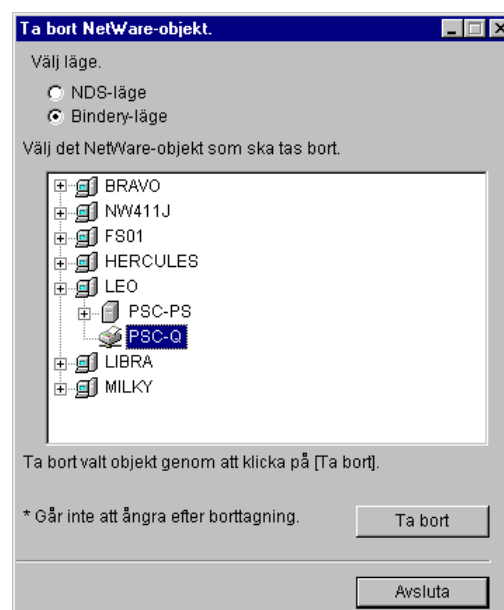 Ta bort NetWare-objekt.
Välj läge.
NDS-läge
Bindery-läge
Välj det NetWare-objekt som ska tas bort.
BRAVO
NW411J
FS01
HERCULES
LEO
PSC-PS
PSC-Q
LIBRA
MILKY
Ta bort valt objekt genom att klicka på [Ta bort].
* Går inte att ångra efter borttagning.
Ta bort
Avsluta